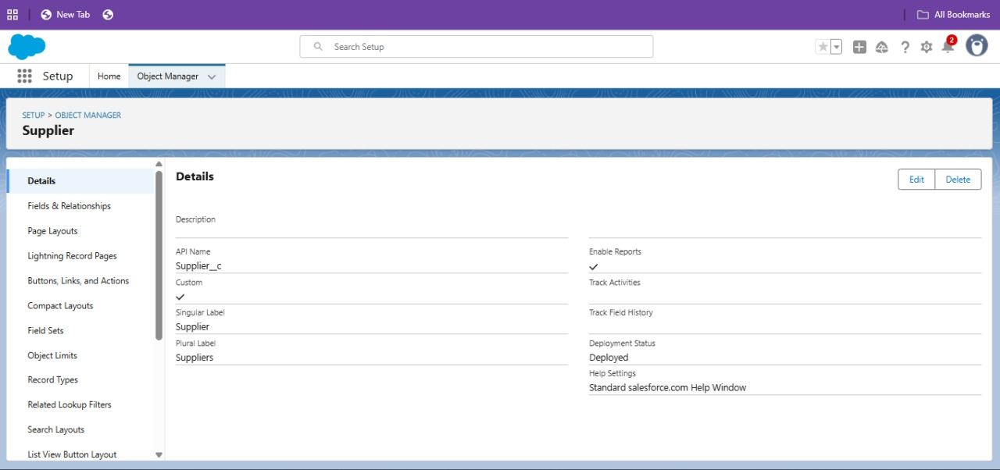 New Tab
All Bookmarks
Search Setup
2
Setup
Home
Object Manager
SETUP > OBJECT MANAGER
Supplier
Details
Fields & Relationships
Page Layouts
Lightning Record Pages
Buttons, Links, and Actions
Compact Layouts
Field Sets
Object Limits
Record Types
Related Lookup Filters
Search Layouts
List View Button Layout
Details
Edit
Delete
Description
API Name
Supplier__c
Custom
Singular Label
Supplier
Plural Label
Suppliers
Enable Reports
Track Activities
Track Field History
Deployment Status
Deployed
Help Settings
Standard salesforce.com Help Window